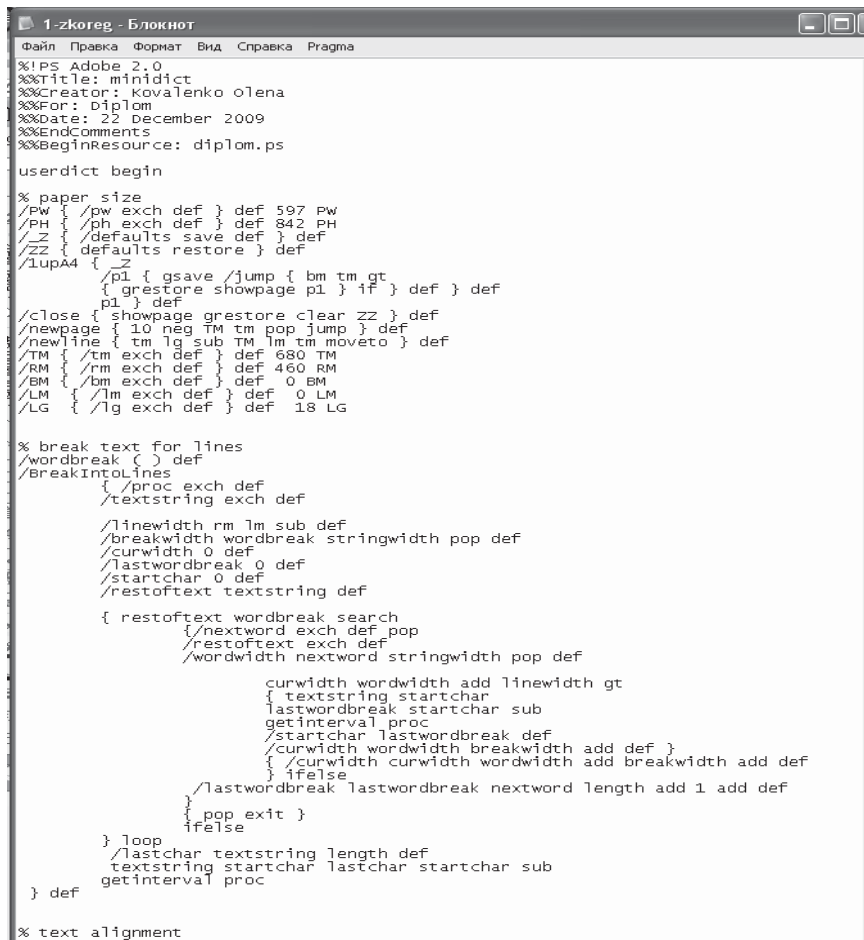 1-zkoreg - Блокнот
Файл Правка Формат Вид Справка Pragma
%!PS Adobe 2.0
%%Title: minidict
%%Creator: Kovalenko Olena
%%For: Diplom
%%Date: 22 December 2009
%%EndComments
%%BeginResource: diplom.ps
userdict begin
% paper size
/PW { /pw exch def } def 597 PW
/PH { /ph exch def } def 842 PH
/_Z { /defaults save def } def
/ZZ { defaults restore } def
/1upA4 { _Z
/p1 { gsave /jump { bm tm gt
{ grestore showpage p1 } if } def } def
p1 } def
/close { showpage grestore clear ZZ } def
/newpage { 10 neg TM tm pop jump } def
/newline { tm lg sub TM lm tm moveto } def
/TM { /tm exch def } def 680 TM
/RM { /rm exch def } def 460 RM
/BM { /bm exch def } def 0 BM
/LM { /lm exch def } def 0 LM
/LG { /lg exch def } def 18 LG
% break text for lines
/wordbreak ( ) def
/BreakIntoLines
{ /proc exch def
/textstring exch def
/linewidth rm lm sub def
/breakwidth wordbreak stringwidth pop def
/curwidth 0 def
/lastwordbreak 0 def
/startchar 0 def
/restoftext textstring def
{ restoftext wordbreak search
{/nextword exch def pop
/restoftext exch def
/wordwidth nextword stringwidth pop def
curwidth wordwidth add linewidth gt
{ textstring startchar
lastwordbreak startchar sub
getinterval proc
/startchar lastwordbreak def
/curwidth wordwidth breakwidth add def }
{ /curwidth curwidth wordwidth add breakwidth add def
} ifelse
/lastwordbreak lastwordbreak nextword length add 1 add def
}
{ pop exit }
ifelse
} loop
/lastchar textstring length def
textstring startchar lastchar startchar sub
getinterval proc
} def
% text alignment